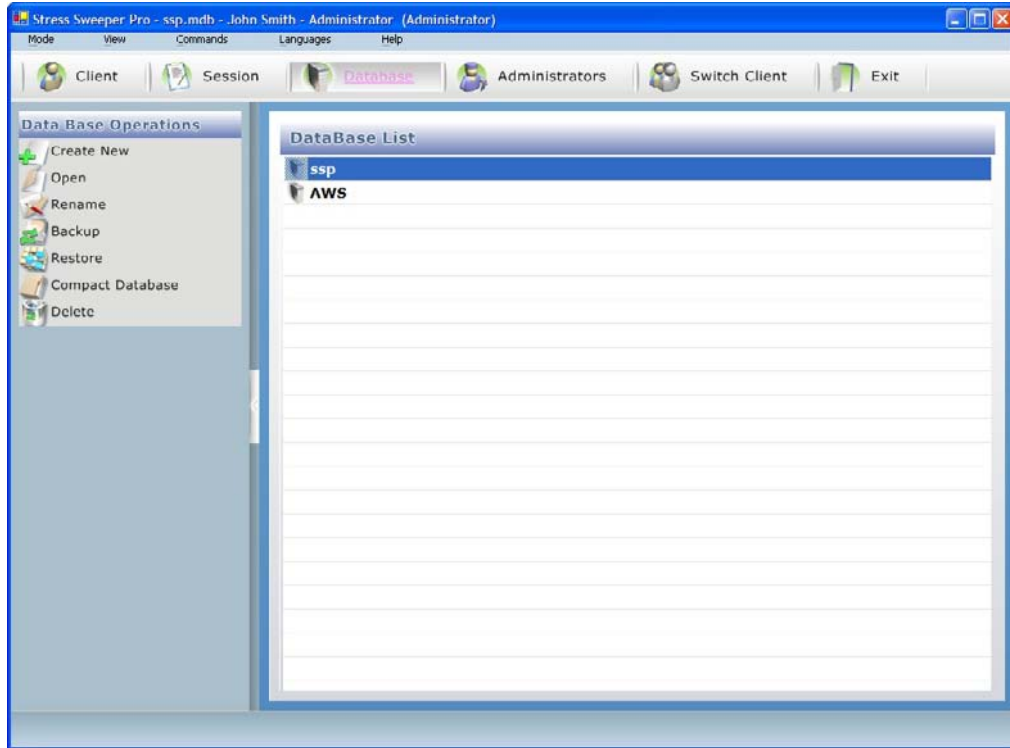 Stress Sweeper Pro - ssp.mdb - John Smith - Administrator (Administrator)
Mode View Commands Languages Help
Client Session Database Administrators Switch Client Exit
Data Base Operations
Create New
Open
Rename
Backup
Restore
Compact Database
Delete
DataBase List
ssp
AWS